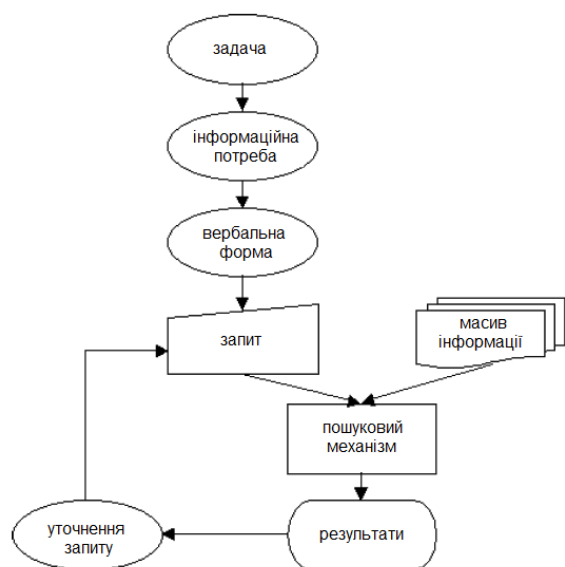 задача
інформаційна
потреба
вербальна
форма
запит
масив
інформації
пошуковий
механізм
уточнення
запиту
результати